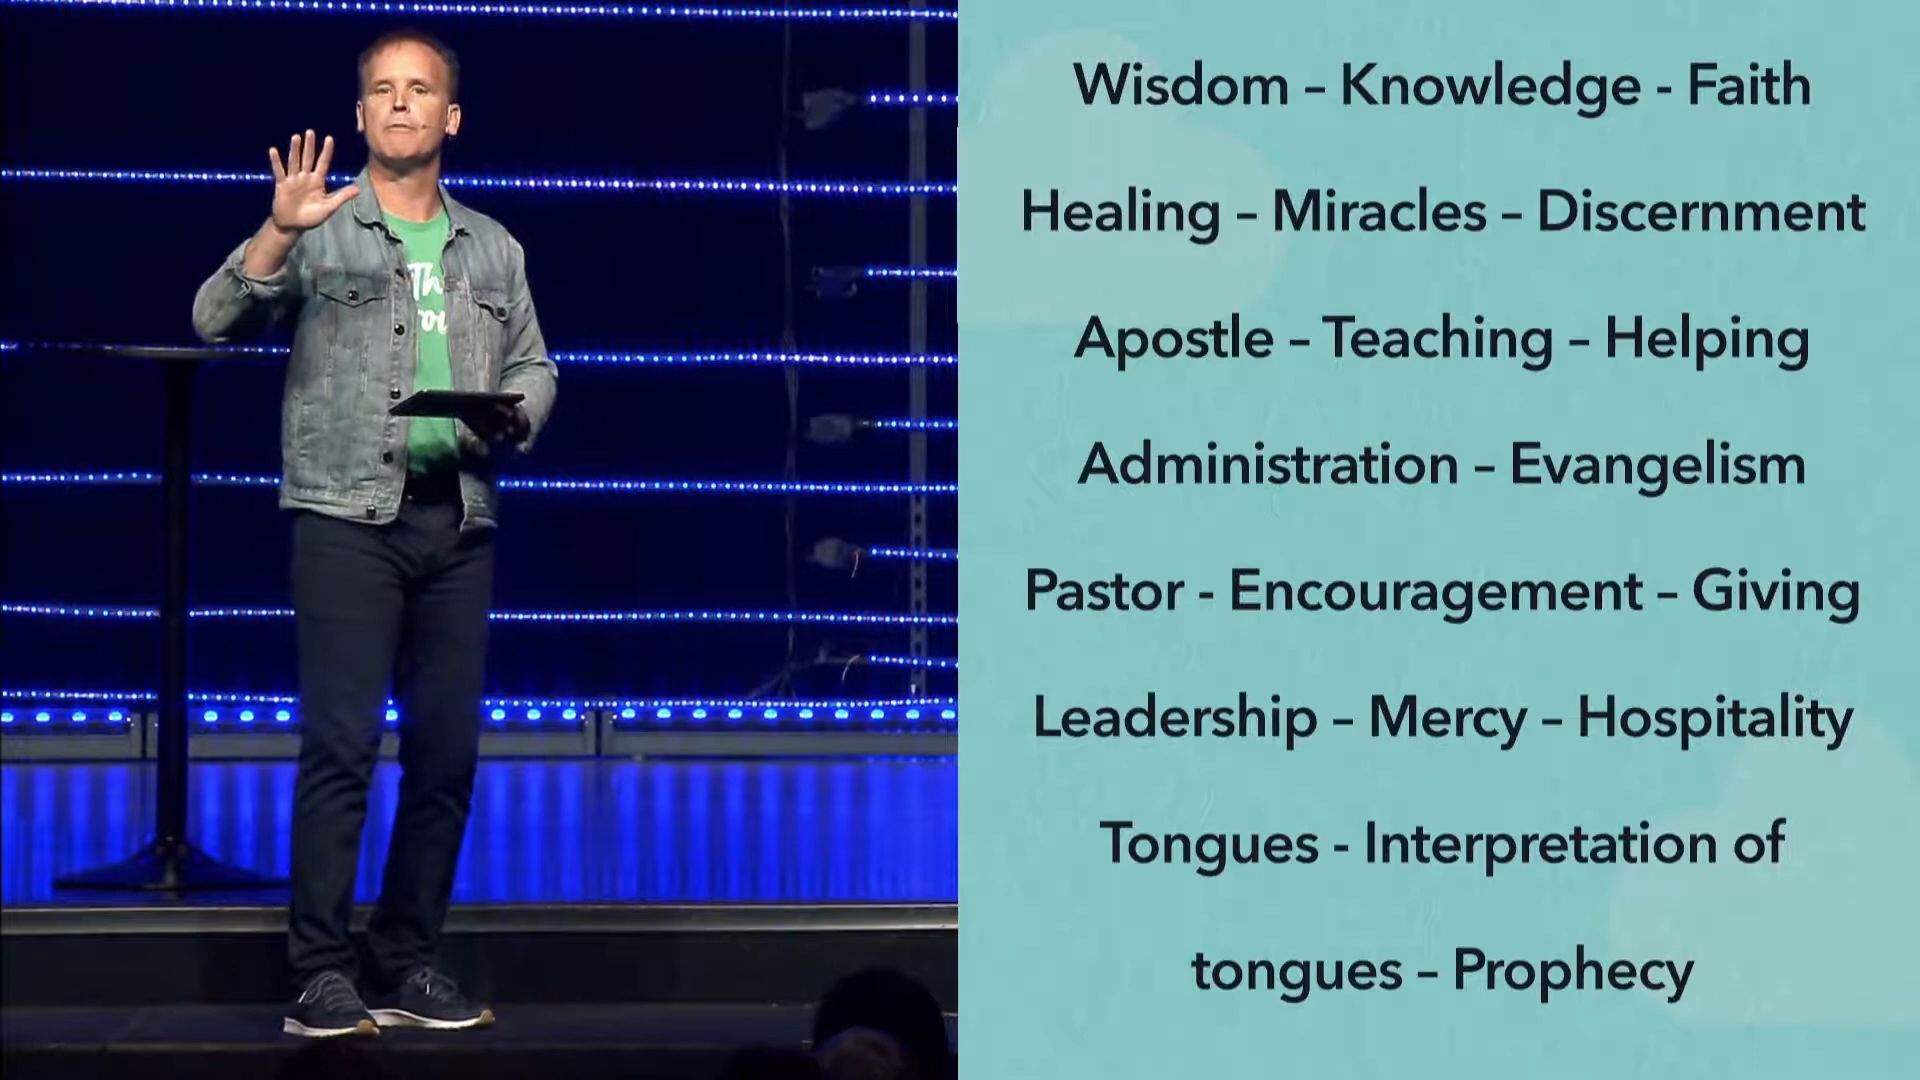 Th
Wisdom – Knowledge - Faith
Healing – Miracles – Discernment
Apostle – Teaching – Helping
Administration – Evangelism
Pastor - Encouragement – Giving
Leadership – Mercy – Hospitality
Tongues - Interpretation of
tongues – Prophecy